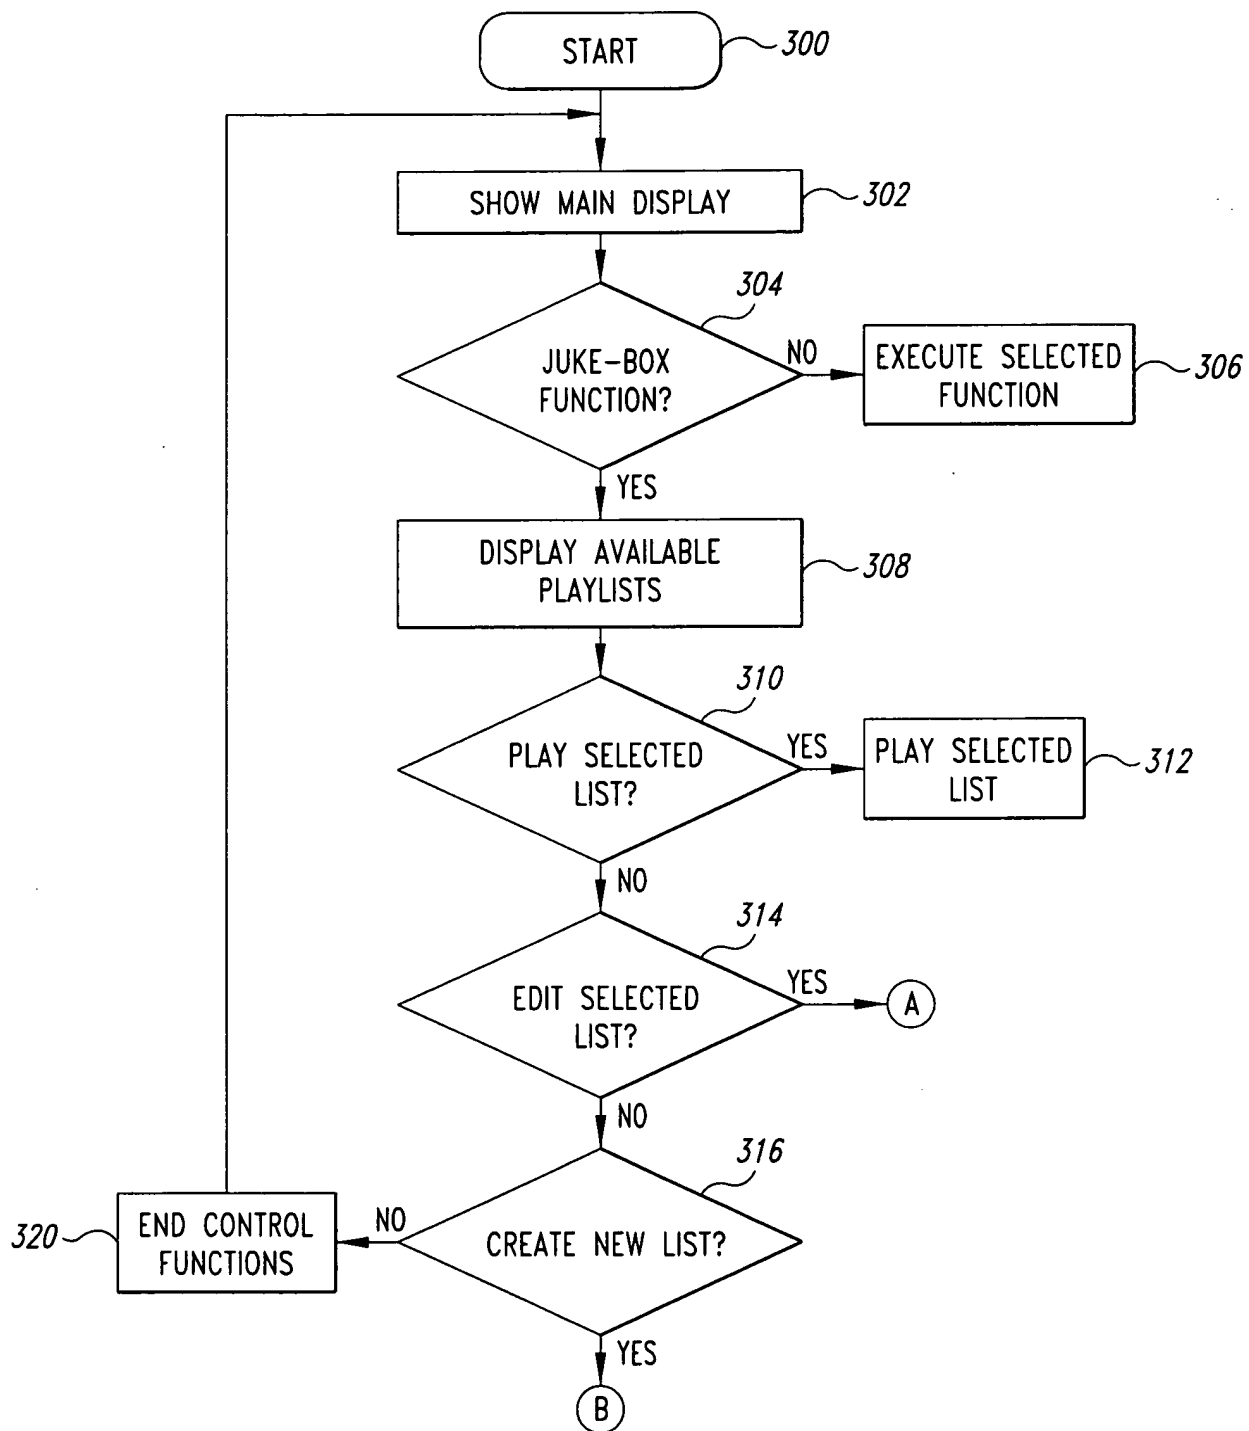 START
300
SHOW MAIN DISPLAY
302
304
JUKE-BOX
FUNCTION?
NO
EXECUTE SELECTED
FUNCTION
306
YES
DISPLAY AVAILABLE
PLAYLISTS
308
310
PLAY SELECTED
LIST?
YES
PLAY SELECTED
LIST
312
NO
314
EDIT SELECTED
LIST?
YES
A
NO
316
CREATE NEW LIST?
NO
END CONTROL
FUNCTIONS
320
YES
B